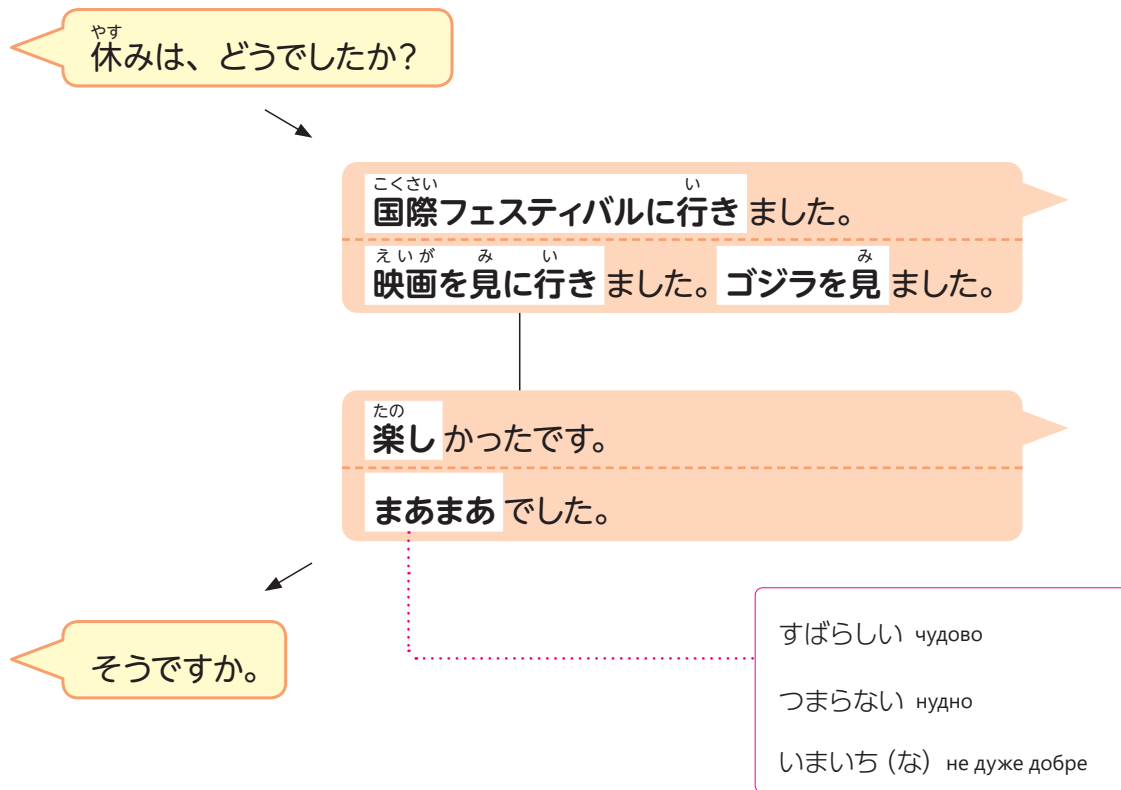 やす
休みは、どうでしたか?
こくさい い
国際フェスティバルに行きました。
えいが み い み
映画を見に行きました。ゴジラを見ました。
たの
楽しかったです。
まあまあでした。
そうですか。
すばらしい чудово
つまらない нудно
いまいち(な) не дуже добре